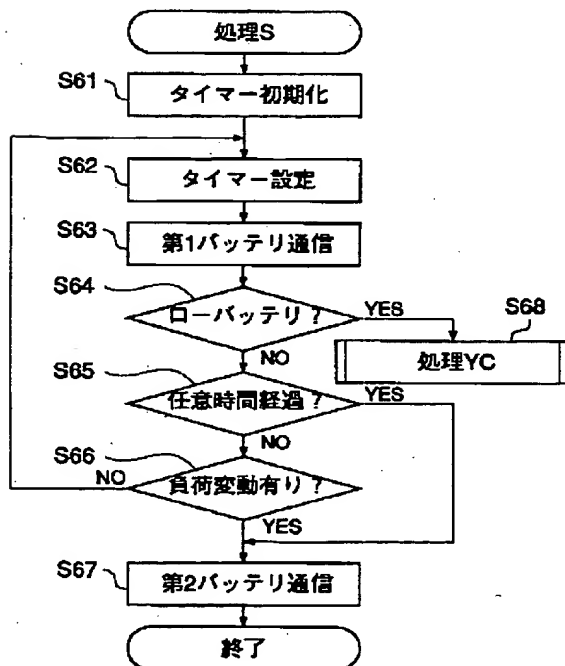 処理S
S61
タイマー初期化
S62
タイマー設定
S63
第1バッテリ通信
S64
ローバッテリ？
YES
S68
処理YC
NO
S65
任意時間経過？
YES
NO
S66
負荷変動有り？
NO
YES
S67
第2バッテリ通信
終了